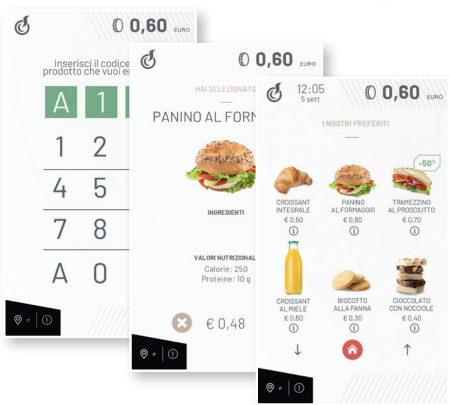 0,60 EURO
Inserisci il codice
prodotto che vuoi
A 1
1 2
4 5
7 8
A 0
0,60 EURO
HAI SELEZIONATO
PANINO AL
INGREDIENTI
VALORI NUTRIZIONAL
Calorie: 250
Proteine: 10 g
€ 0,48
12:05
5 sett
0,60 EURO
I NOSTRI PREFERITI
-50%
CROISSANT
INTEGRALE
€ 0,50
PANINO
AL FORMAGGIO
€ 0,80
TRAMEZZINO
AL PROSCIUTTO
€ 0,70
CROISSANT
AL MIELE
€ 0,60
BISCOTTO
ALLA PANNA
€ 0,30
CIOCCOLATO
CON NOCCIOLE
€ 0,40